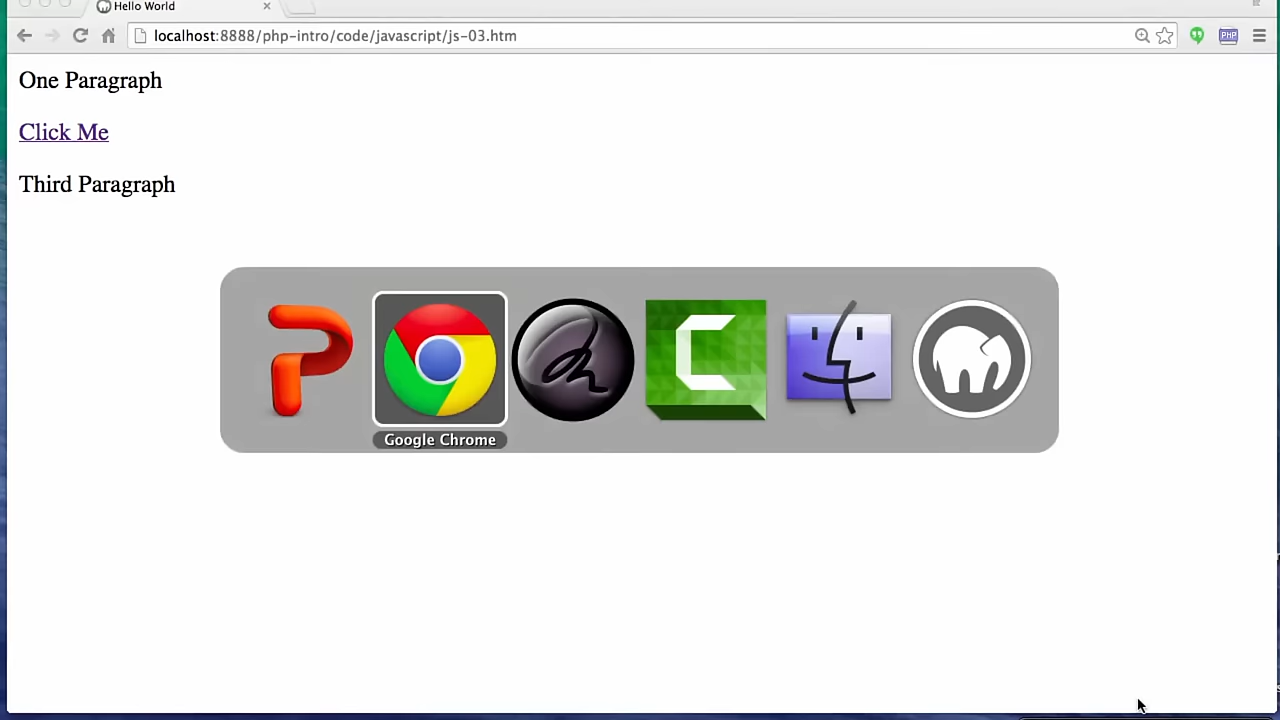 Hello World
localhost:8888/php-intro/code/javascript/js-03.htm
PHP
One Paragraph
Click Me
Third Paragraph
Google Chrome